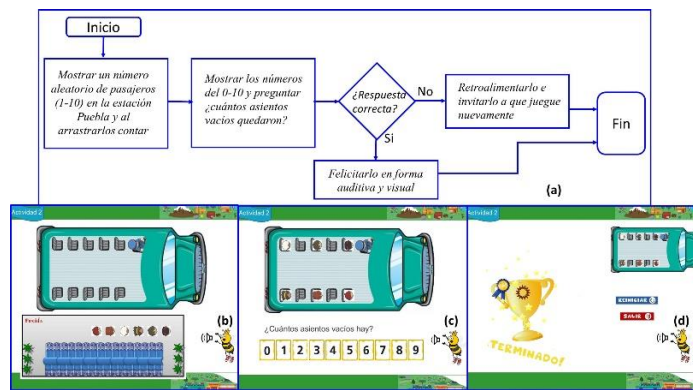 Inicio
Mostrar un número
aleatorio de pasajeros
(1-10) en la estación
Puebla y al
arrastrarlos contar
Mostrar los números
del 0-10 y preguntar
¿cuántos asientos
vacíos quedaron?
¿Respuesta
correcta?
No
Si
Retroalimentarlo e
invitarlo a que juegue
nuevamente
Fin
Felicitarlo en forma
auditiva y visual
(a)
Actividad 2
Puebla
(b)
Actividad 2
(c)
¿Cuántos asientos vacíos hay?
0 1 2 3 4 5 6 7 8 9
Actividad 2
¡TERMINADO!
REINICIAR
SALIR
(d)